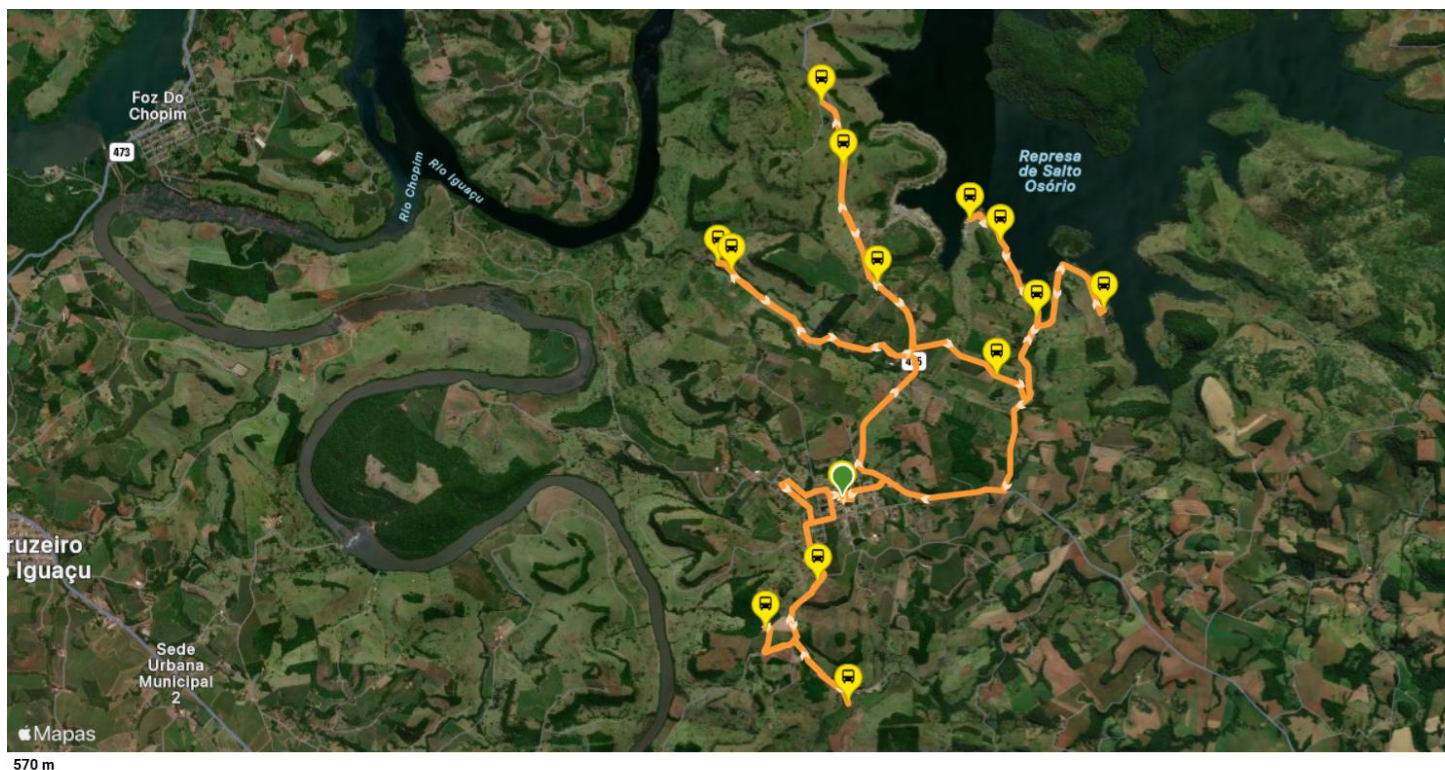 Foz Do
Chopim
473
Rio Chopim
Rio Iguaçu
Represa
de Salto
Osório
ruzeiro
Iguaçu
Sede
Urbana
Municipal
2
Mapas
570 m